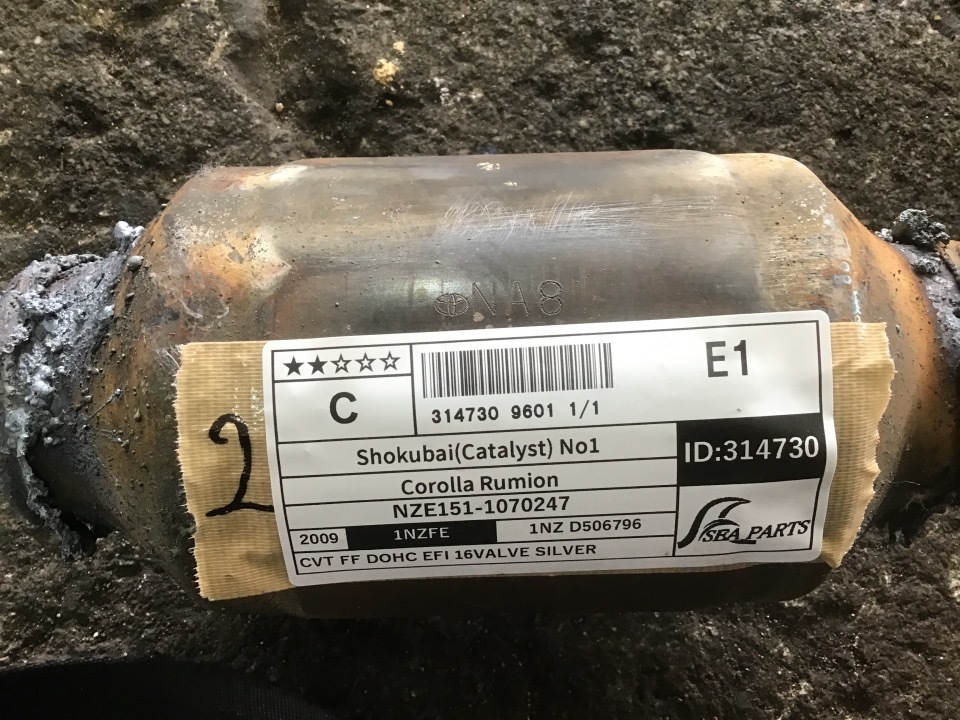 NA8
2
★★☆☆☆
C
314730 9601 1/1
E1
Shokubai(Catalyst) No1
ID:314730
Corolla Rumion
NZE151-1070247
2009 1NZFE 1NZ D506796
SBA PARTS
CVT FF DOHC EFI 16VALVE SILVER